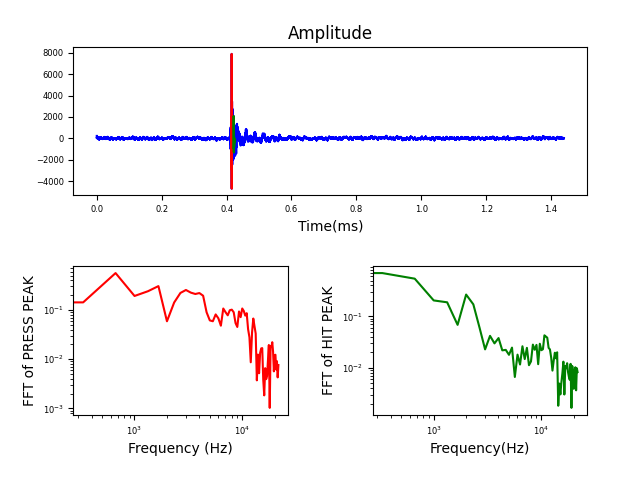 Amplitude
8000
6000
4000
2000
0
−2000
−4000
0.0 0.2 0.4 0.6 0.8 1.0 1.2 1.4
Time(ms)
FFT of PRESS PEAK
10⁻¹
10⁻²
10⁻³
10³ 10⁴
Frequency (Hz)
FFT of HIT PEAK
10⁻¹
10⁻²
10³ 10⁴
Frequency(Hz)